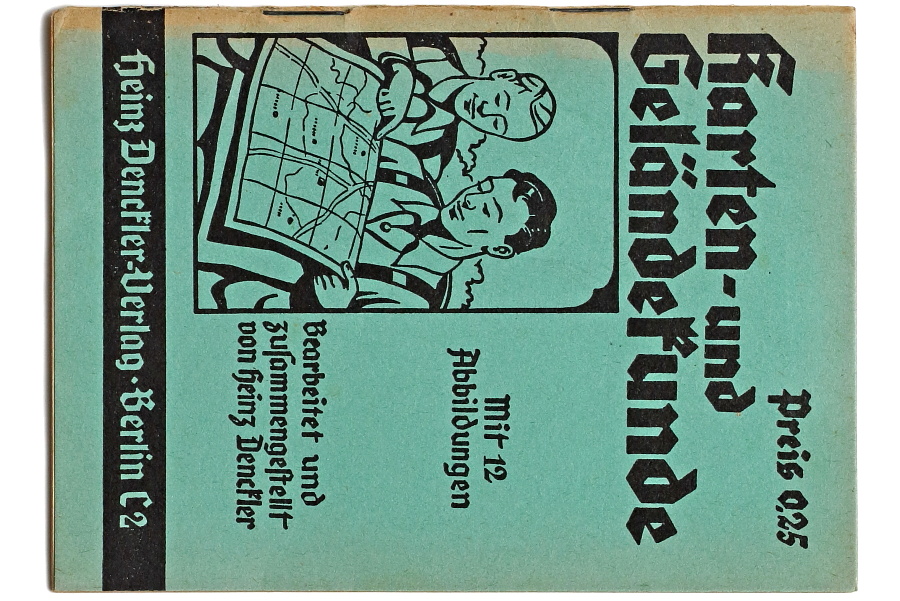 Preis 0,25
Karten- und
Geländekunde
Mit 12
Abbildungen
Bearbeitet und
zusammengestellt
von Heinz Denckler
Heinz Denckler-Verlag · Berlin C2